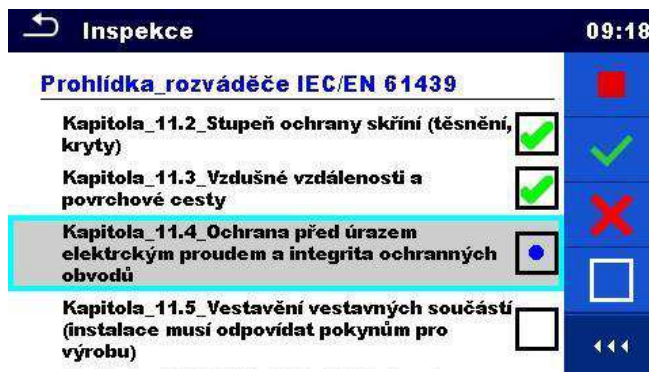 Inspekce
09:18
Prohlídka_rozváděče IEC/EN 61439
Kapitola_11.2_Stupeň ochrany skříní (těsnění,
kryty)
Kapitola_11.3_Vzdušné vzdálenosti a
povrchové cesty
Kapitola_11.4_Ochrana před úrazem
elektrckým proudem a integrita ochranných
obvodů
Kapitola_11.5_Vestavění vestavných součástí
(instalace musí odpovídat pokynům pro
výrobu)